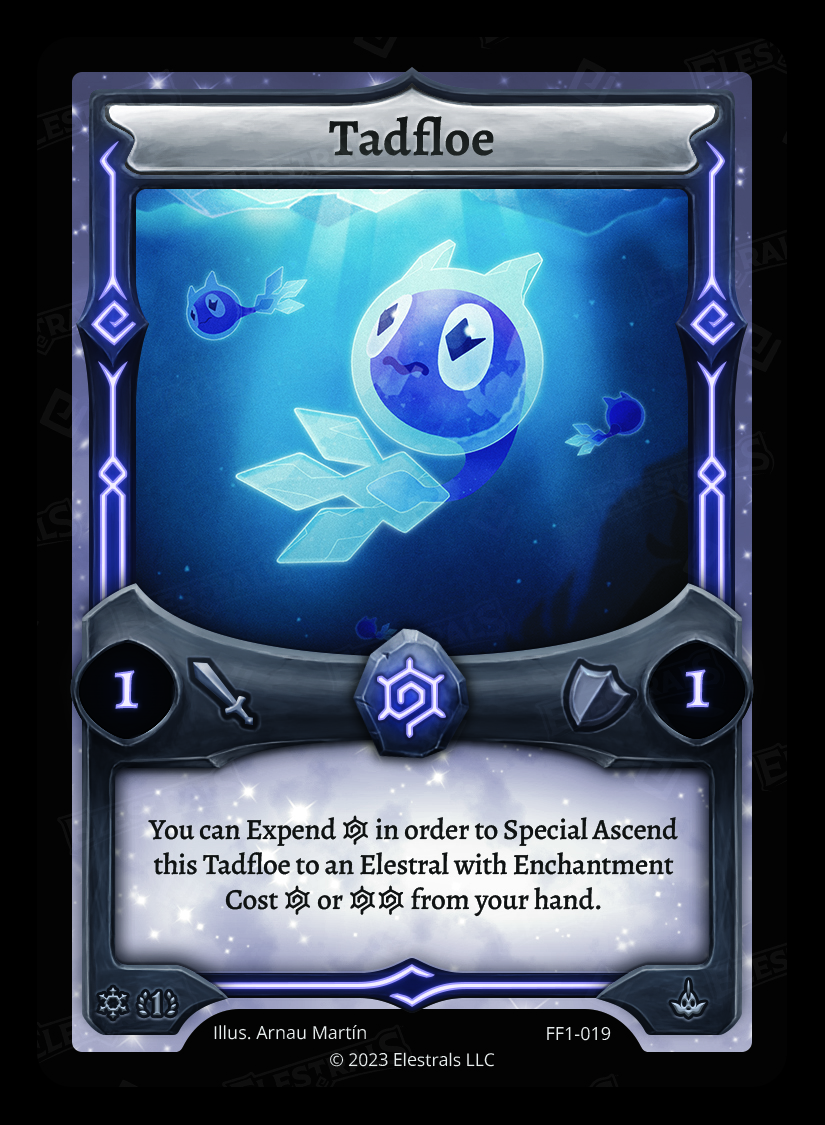 Tadfloe
1
1
You can Expend in order to Special Ascend
this Tadfloe to an Elestral with Enchantment
Cost or from your hand.
1
Illus. Arnau Martín
FF1-019
© 2023 Elestrals LLC